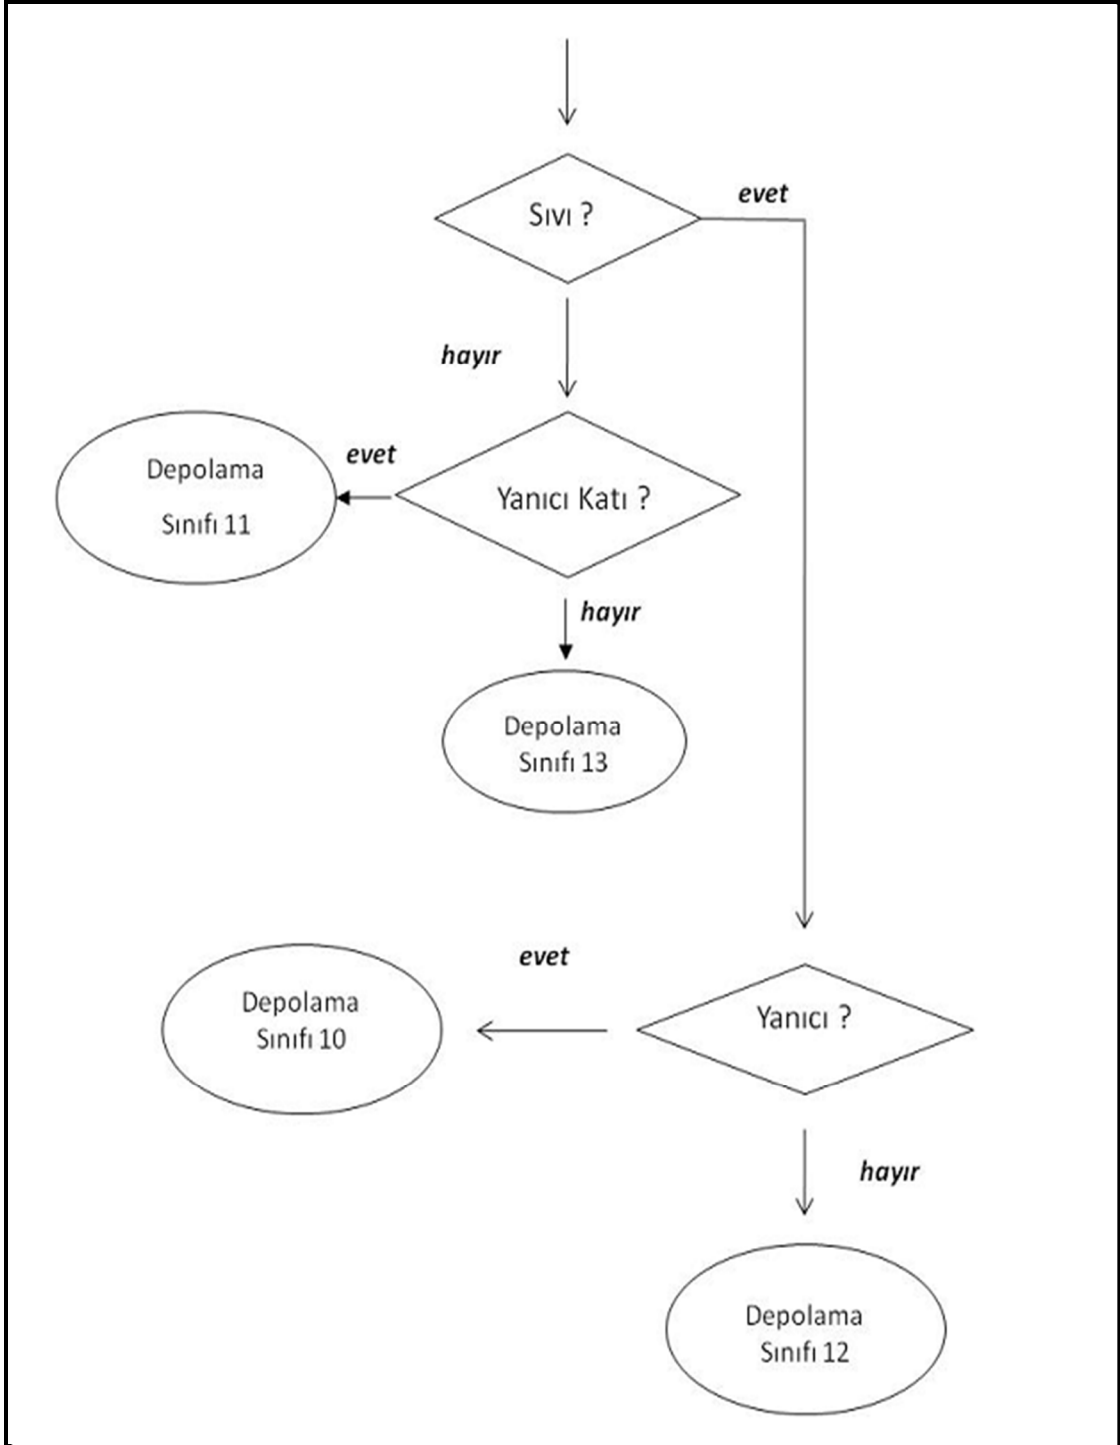 Sıvı ?
evet
hayır
evet
Depolama
Sınıfı 11
Yanıcı Katı ?
hayır
Depolama
Sınıfı 13
evet
Depolama
Sınıfı 10
Yanıcı ?
hayır
Depolama
Sınıfı 12